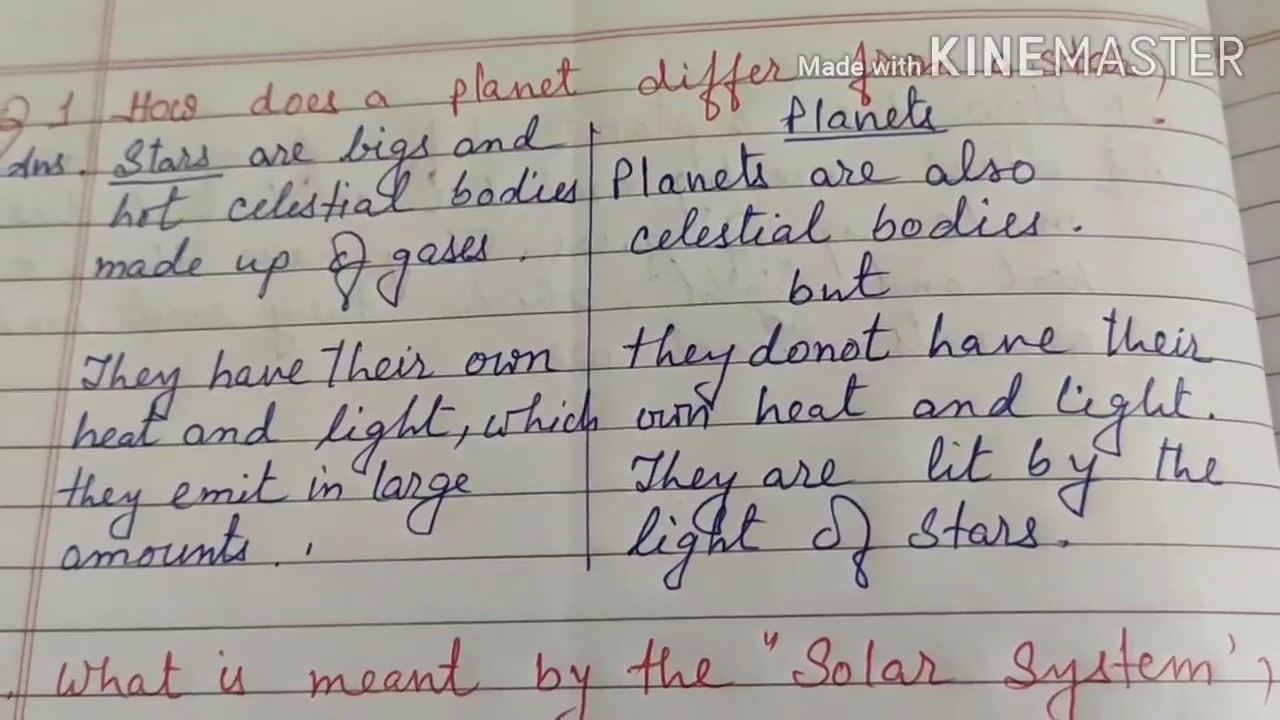 Made with KINEMASTER
Q 1 How does a planet differ from a star?
Ans. Stars are bigs and
hot celestial bodies
made up of gases.
They have Their own
heat and light, which
they emit in large
amounts.
Planets
Planets are also
celestial bodies.
but
they donot have their
own heat and light.
They are lit by the
light of stars.
What is meant by the "Solar System'?